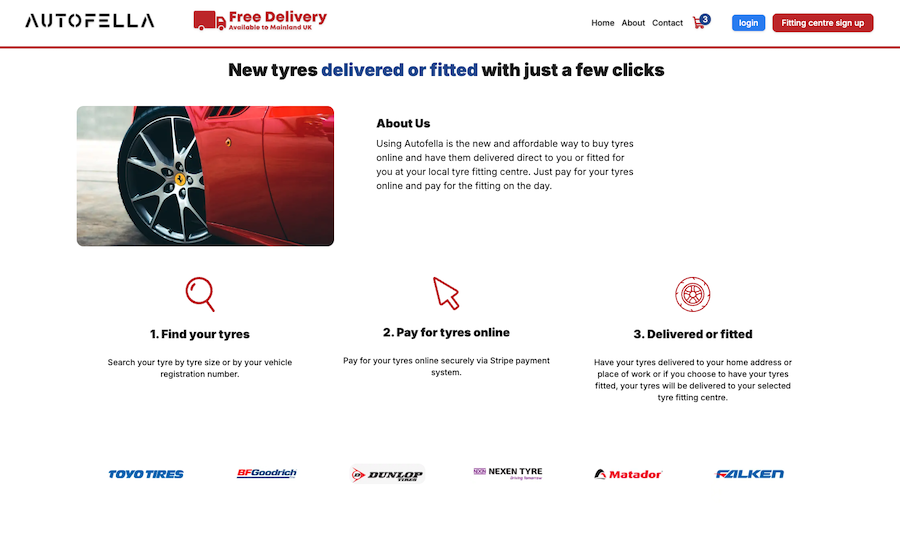 AUTOFELLA
Free Delivery
Available to Mainland UK
Home About Contact 3 login Fitting centre sign up
New tyres delivered or fitted with just a few clicks
About Us
Using Autofella is the new and affordable way to buy tyres
online and have them delivered direct to you or fitted for
you at your local tyre fitting centre. Just pay for your tyres
online and pay for the fitting on the day.
1. Find your tyres
Search your tyre by tyre size or by your vehicle
registration number.
2. Pay for tyres online
Pay for your tyres online securely via Stripe payment
system.
3. Delivered or fitted
Have your tyres delivered to your home address or
place of work or if you choose to have your tyres
fitted, your tyres will be delivered to your selected
tyre fitting centre.
TOYO TIRES
BFGoodrich
DUNLOP
TYRES
NEXEN TYRE
Driving tomorrow
Matador
FALKEN